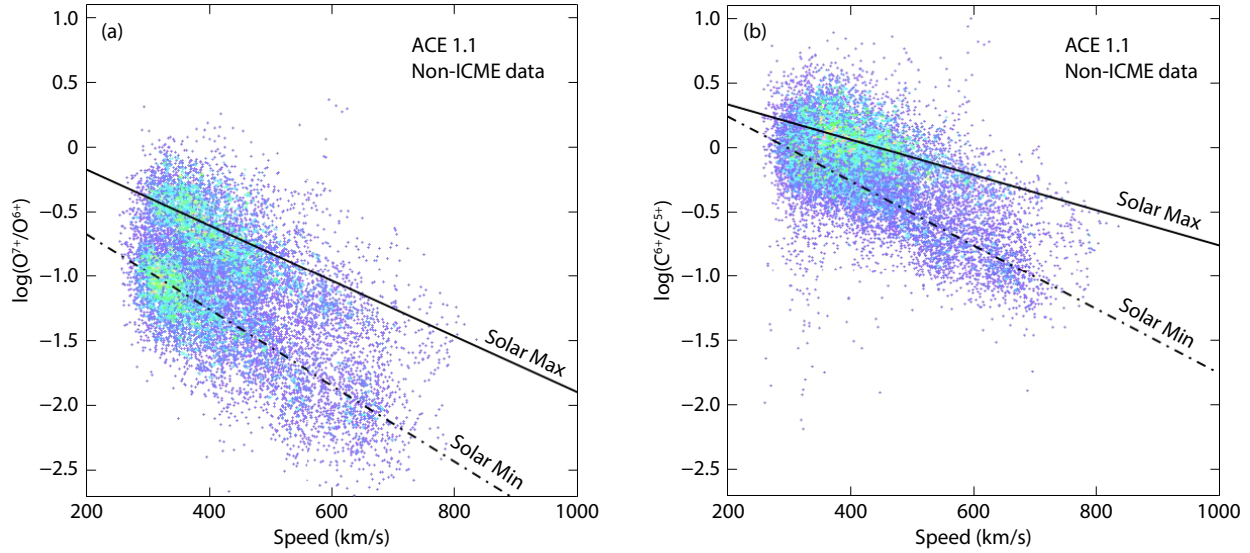 (a)
ACE 1.1
Non-ICME data
1.0
0.5
0
−0.5
−1.0
−1.5
−2.0
−2.5
log(O⁷⁺/O⁶⁺)
Solar Max
Solar Min
200
400
600
800
1000
Speed (km/s)
(b)
ACE 1.1
Non-ICME data
1.0
0.5
0
−0.5
−1.0
−1.5
−2.0
−2.5
log(C⁶⁺/C⁵⁺)
Solar Max
Solar Min
200
400
600
800
1000
Speed (km/s)